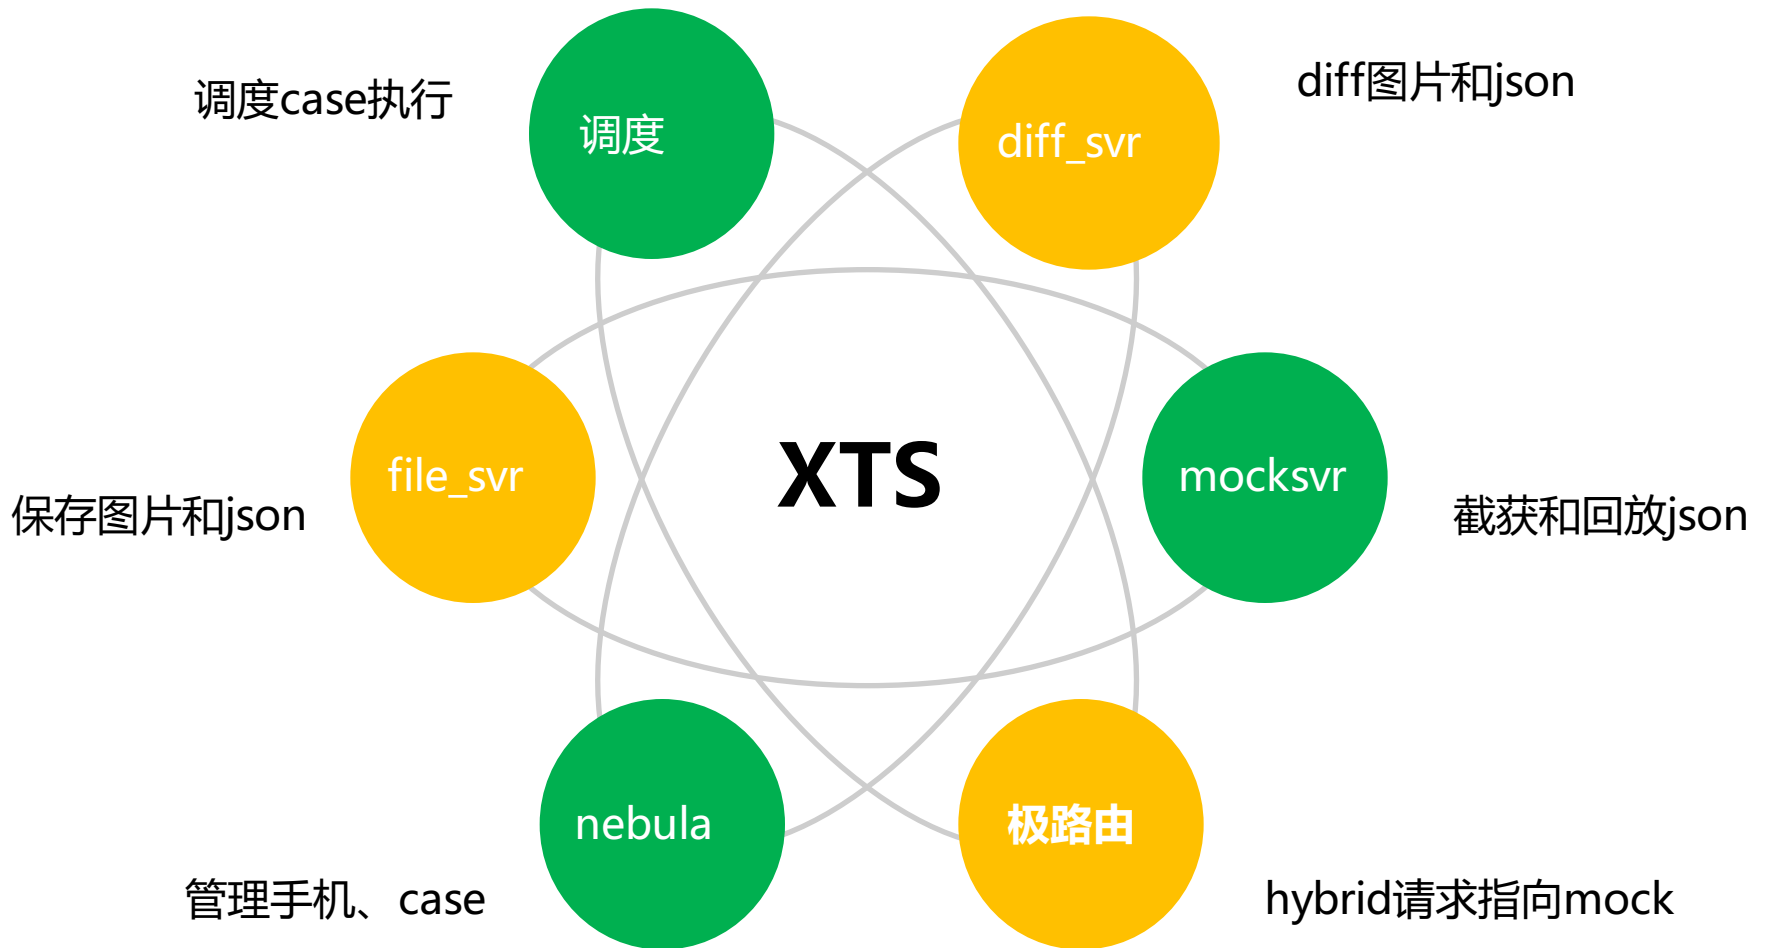 调度case执行
调度
diff_svr
diff图片和json
file_svr
保存图片和json
XTS
mocksvr
截获和回放json
nebula
管理手机、case
极路由
hybrid请求指向mock